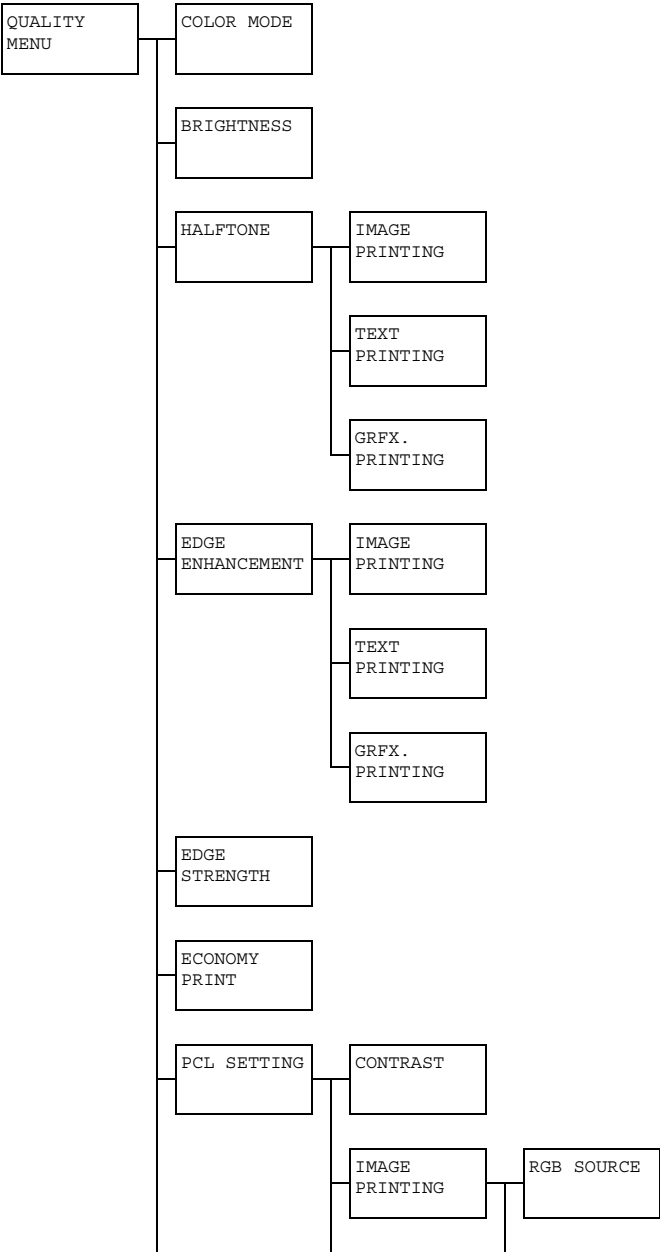 QUALITY
MENU
COLOR MODE
BRIGHTNESS
HALFTONE
IMAGE
PRINTING
TEXT
PRINTING
GRFX.
PRINTING
EDGE
ENHANCEMENT
IMAGE
PRINTING
TEXT
PRINTING
GRFX.
PRINTING
EDGE
STRENGTH
ECONOMY
PRINT
PCL SETTING
CONTRAST
IMAGE
PRINTING
RGB SOURCE